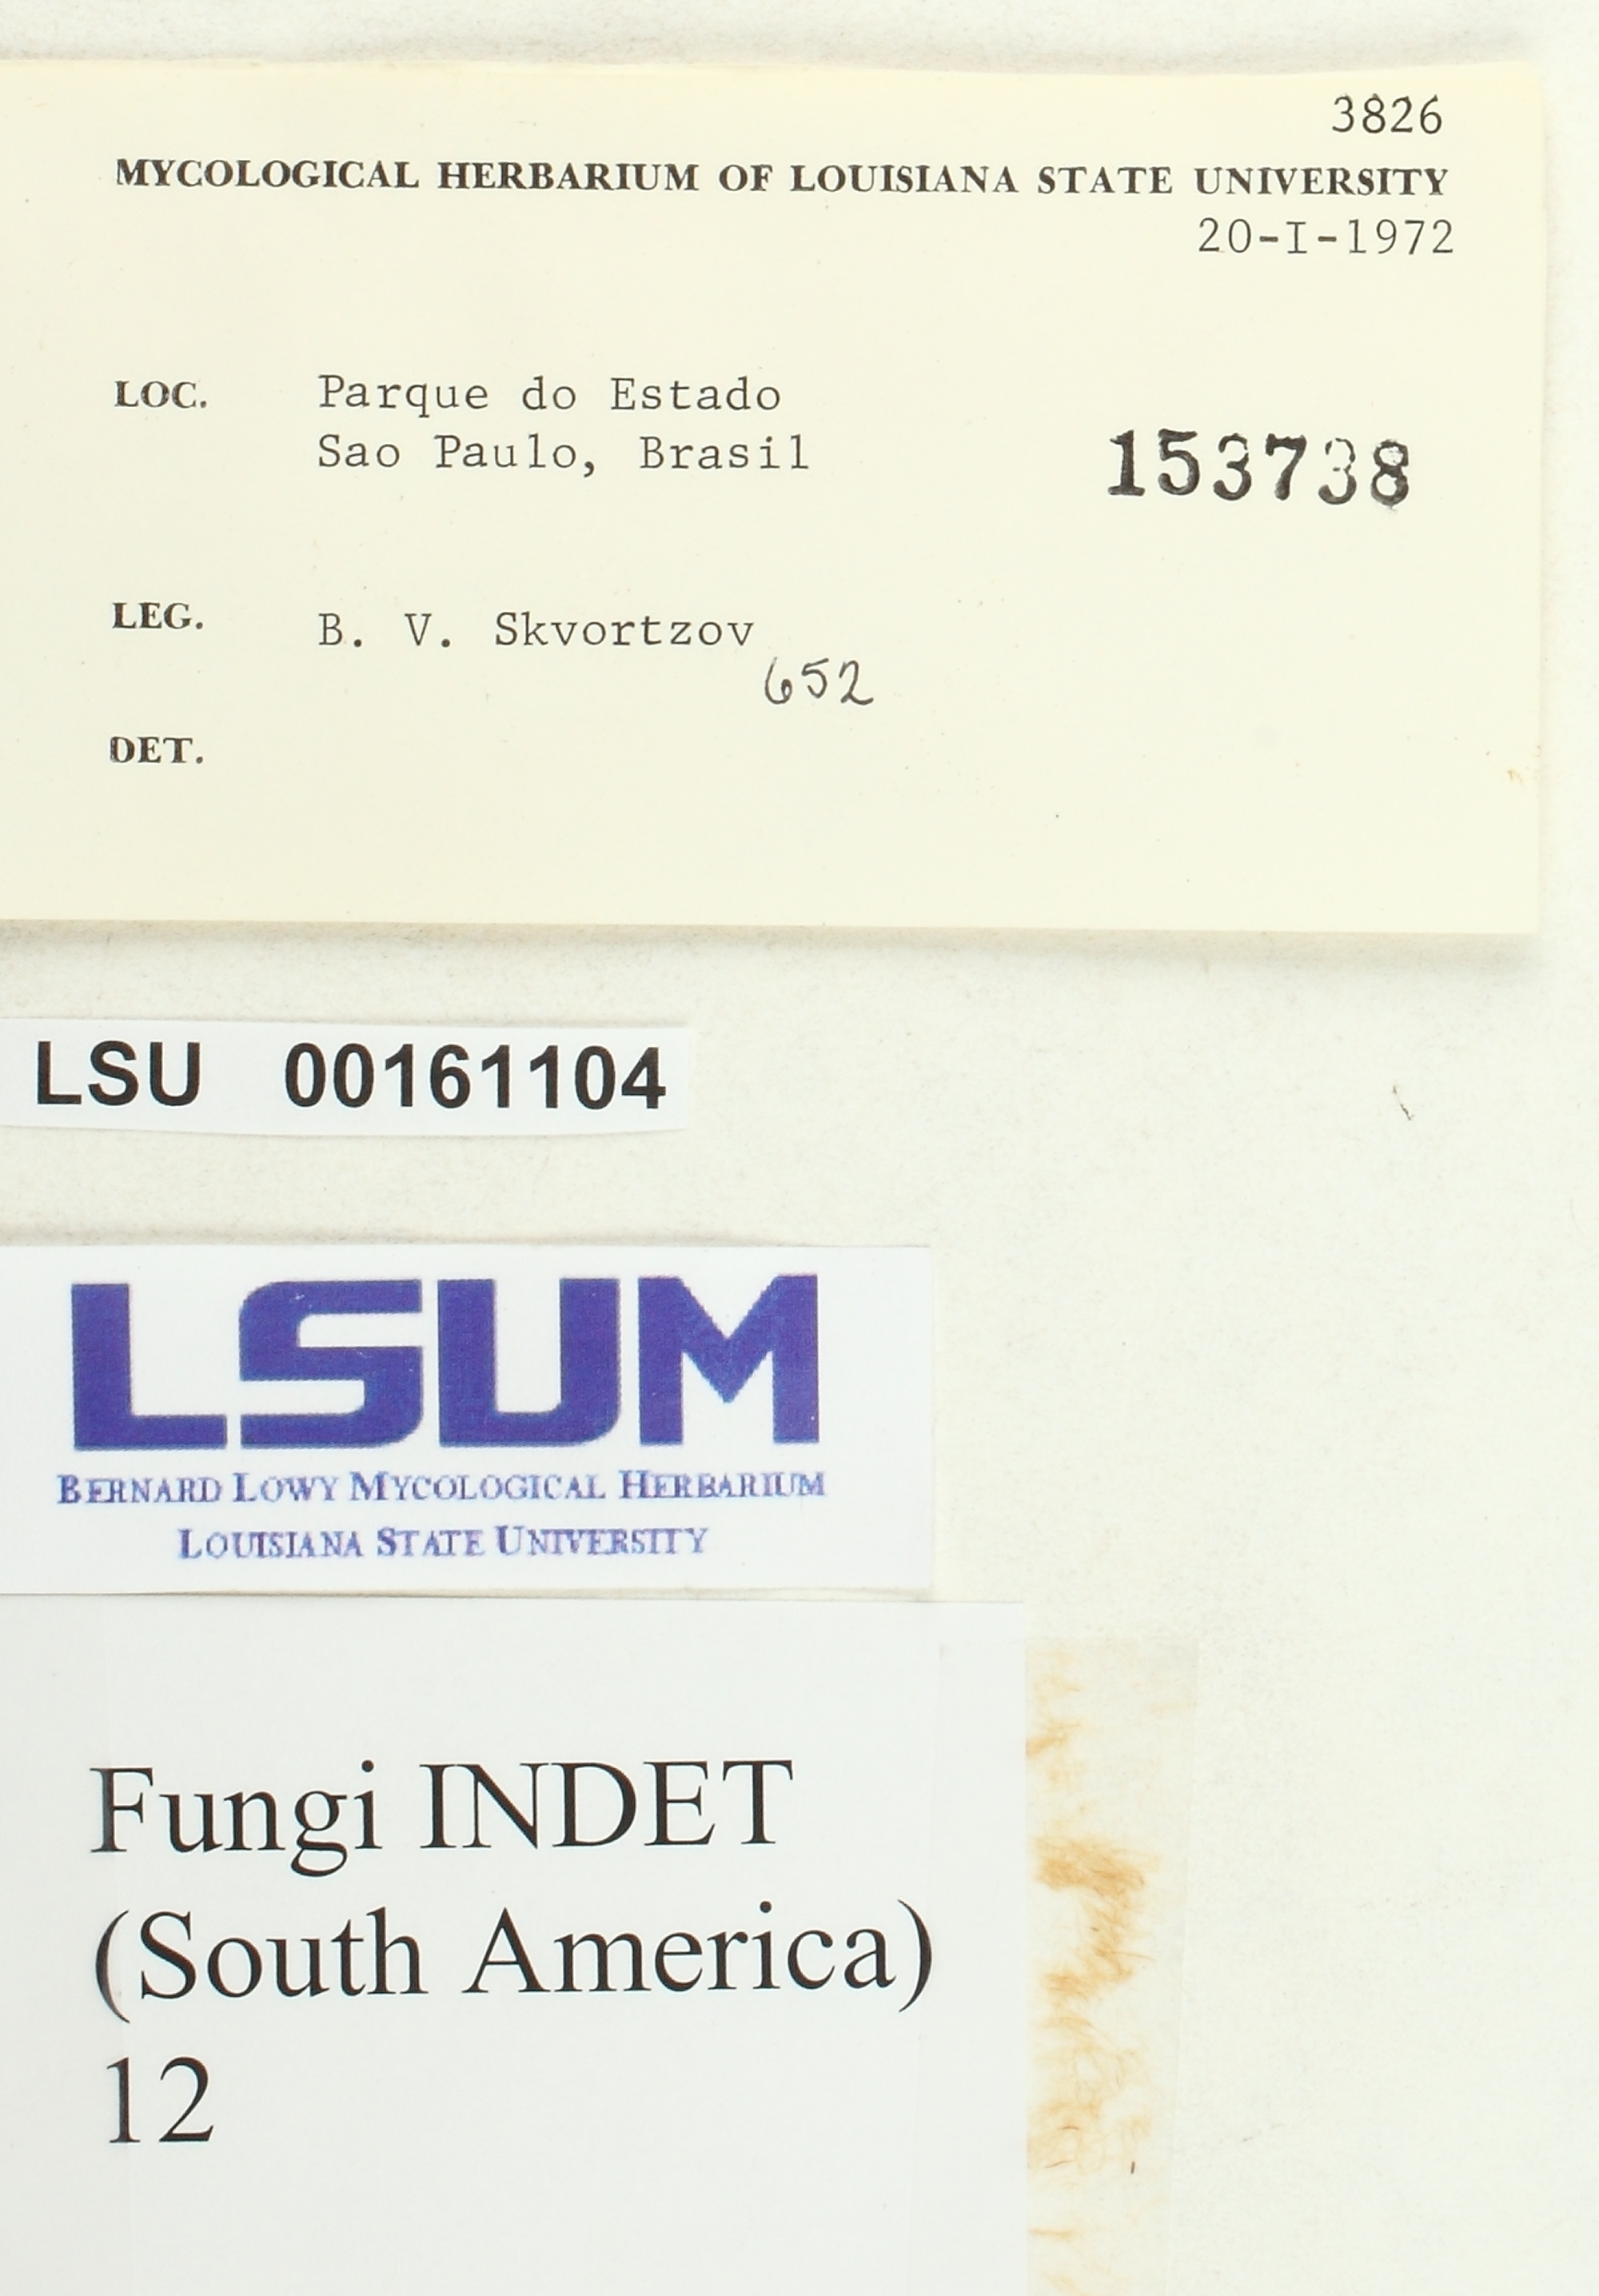 3826
MYCOLOGICAL HERBARIUM OF LOUISIANA STATE UNIVERSITY
20-I-1972
LOC. Parque do Estado
Sao Paulo, Brasil
153738
LEG. B. V. Skvortzov
652
DET.
LSU 00161104
LSUM
BERNARD LOWY MYCOLOGICAL HERBARIUM
LOUISIANA STATE UNIVERSITY
Fungi INDET
(South America)
12